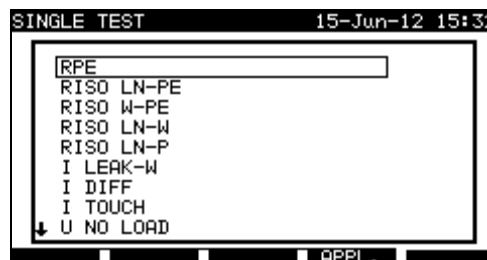 SINGLE TEST 15-Jun-12 15:32
RPE
RISO LN-PE
RISO W-PE
RISO LN-W
RISO LN-P
I LEAK-W
I DIFF
I TOUCH
U NO LOAD
APPL.